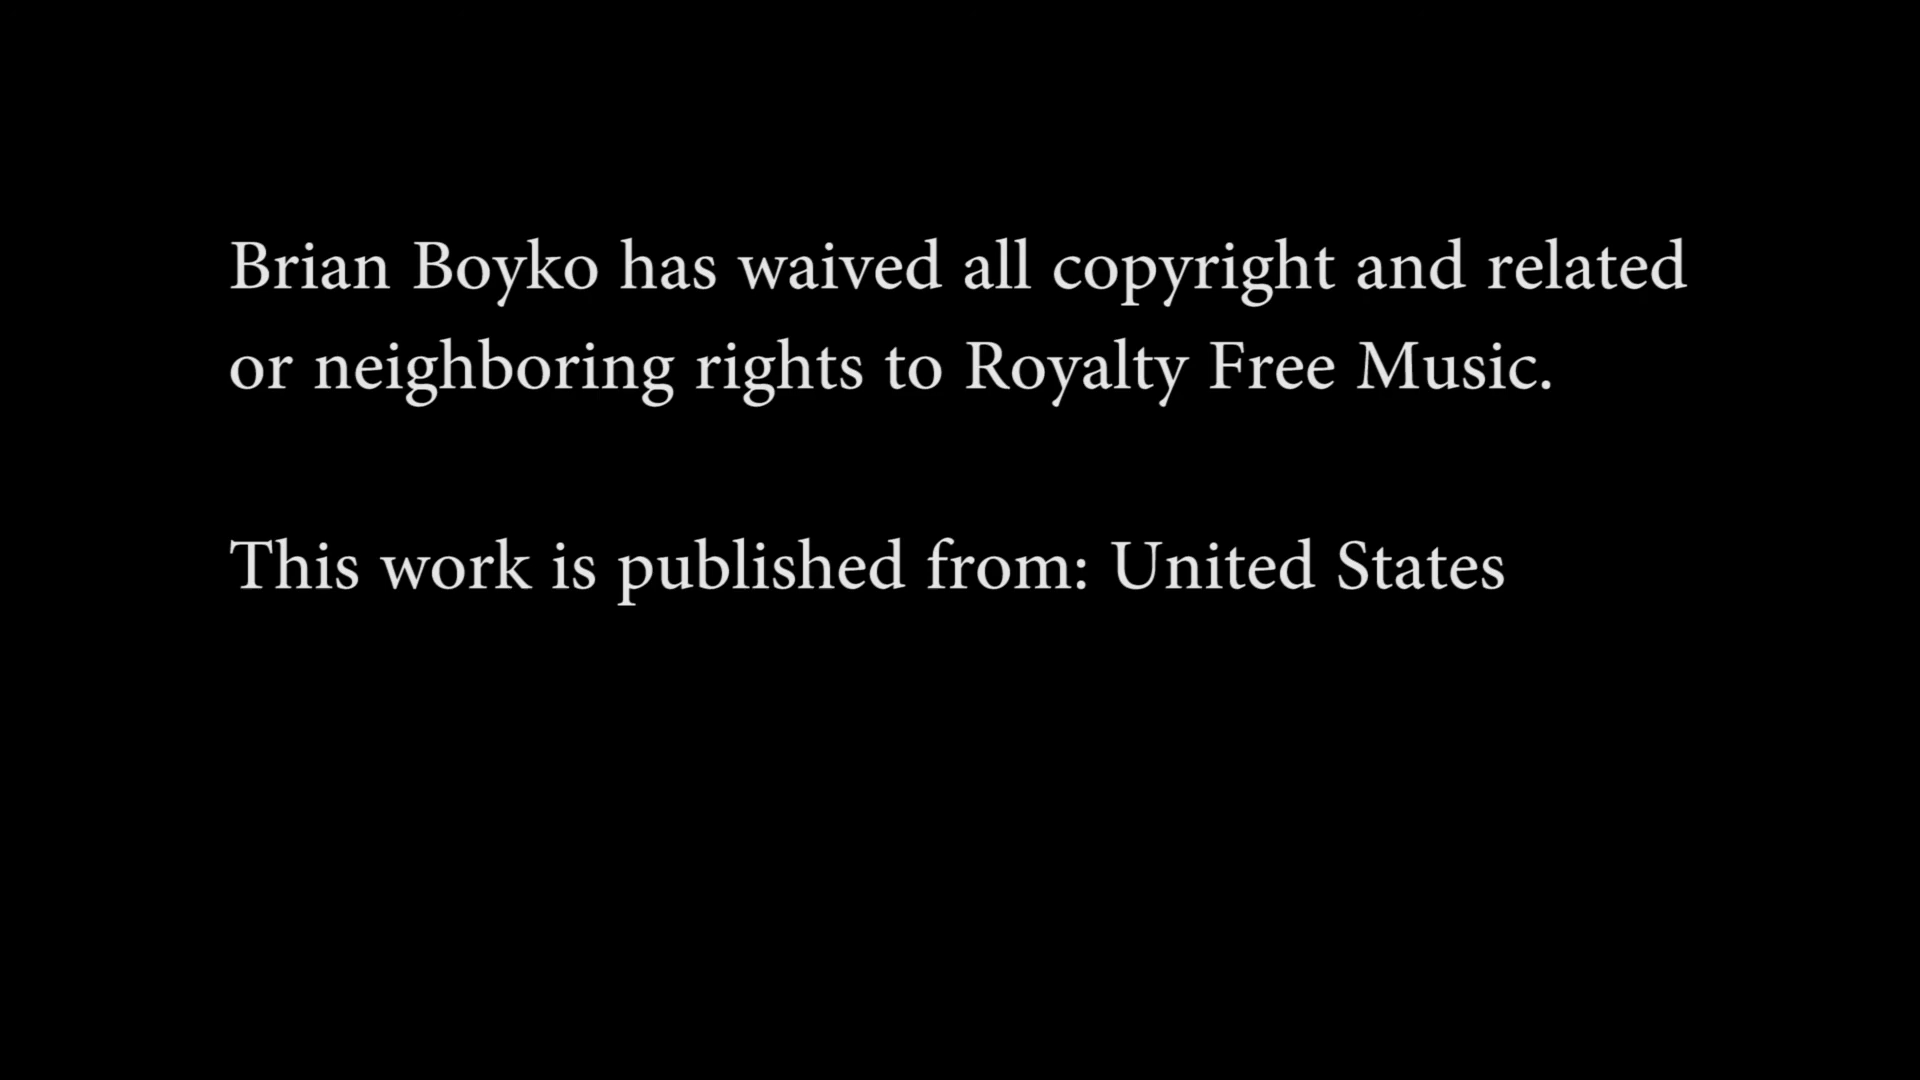 Brian Boyko has waived all copyright and related
or neighboring rights to Royalty Free Music.
This work is published from: United States